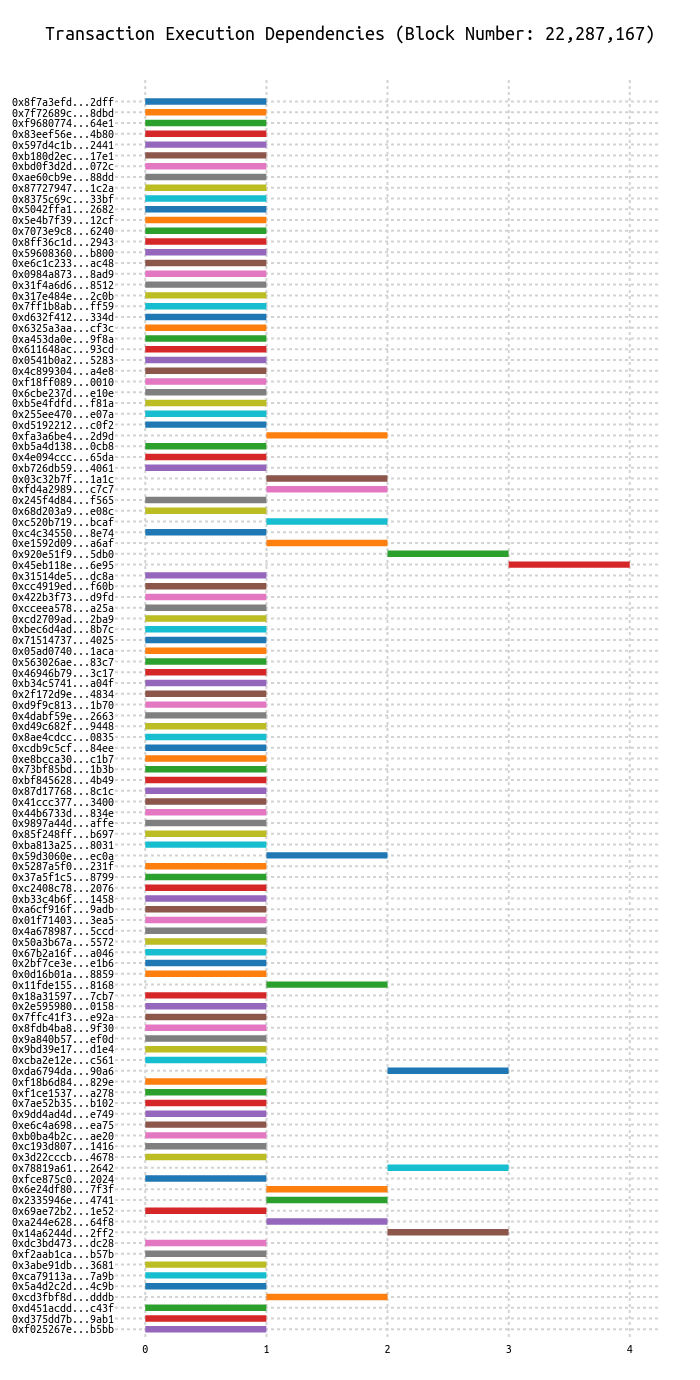 Transaction Execution Dependencies (Block Number: 22,287,167)
0x8f7a3efd...2dff
0x7f72689c...8dbd
0xf9680774...64e1
0x83eef56e...4b80
0x597d4c1b...2441
0xb180d2ec...17e1
0xbd0f3d2d...072c
0xae60cb9e...88dd
0x87727947...1c2a
0x8375c69c...33bf
0x5042ffa1...2682
0x5e4b7f39...12cf
0x7073e9c8...6240
0x8ff36c1d...2943
0x59608360...b800
0xe6c1c233...ac48
0x0984a873...8ad9
0x31f4a6d6...8512
0x317e484e...2c0b
0x7ff1b8ab...ff59
0xd632f412...334d
0x6325a3aa...cf3c
0xa453da0e...9f8a
0x611648ac...93cd
0x0541b0a2...5283
0x4c899304...a4e8
0xf18ff089...0010
0x6cbe237d...e10e
0xb5e4fdfd...f81a
0x255ee470...e07a
0xd5192212...c0f2
0xfa3a6be4...2d9d
0xb5a4d138...0cb8
0x4e094ccc...65da
0xb726db59...4061
0x03c32b7f...1a1c
0xfd4a2989...c7c7
0x245f4d84...f565
0x68d203a9...e08c
0xc520b719...bcaf
0xc4c34550...8e74
0xe1592d09...a6af
0x920e51f9...5db0
0x45eb118e...6e95
0x31514de5...dc8a
0xcc4919ed...f60b
0x422b3f73...d9fd
0xcceea578...a25a
0xcd2709ad...2ba9
0xbec6d4ad...8b7c
0x71514737...4025
0x05ad0740...1aca
0x563026ae...83c7
0x46946b79...3c17
0xb34c5741...a04f
0x2f172d9e...4834
0xd9f9c813...1b70
0x4dabf59e...2663
0xd49c682f...9448
0x8ae4cdcc...0835
0xcdb9c5cf...84ee
0xe8bcca30...c1b7
0x73bf85bd...1b3b
0xbf845628...4b49
0x87d17768...8c1c
0x41ccc377...3400
0x44b6733d...834e
0x9897a44d...affe
0x85f248ff...b697
0xba813a25...8031
0x59d3060e...ec0a
0x5287a5f0...231f
0x37a5f1c5...8799
0xc2408c78...2076
0xb33c4b6f...1458
0xa6cf916f...9adb
0x01f71403...3ea5
0x4a678987...5ccd
0x50a3b67a...5572
0x67b2a16f...a046
0x2bf7ce3e...e1b6
0x0d16b01a...8859
0x11fde155...8168
0x18a31597...7cb7
0x2e595980...0158
0x7ffc41f3...e92a
0x8fdb4ba8...9f30
0x9a840b57...ef0d
0x9bd39e17...d1e4
0xcba2e12e...c561
0xda6794da...90a6
0xf18b6d84...829e
0xf1ce1537...a278
0x7ae52b35...b102
0x9dd4ad4d...e749
0xe6c4a698...ea75
0xb0ba4b2c...ae20
0xc193d807...1416
0x3d22cccb...4678
0x78819a61...2642
0xfce875c0...2024
0x6e24df80...7f3f
0x2335946e...4741
0x69ae72b2...1e52
0xa244e628...64f8
0x14a6244d...2ff2
0xdc3bd473...dc28
0xf2aab1ca...b57b
0x3abe91db...3681
0xca79113a...7a9b
0x5a4d2c2d...4c9b
0xcd3fbf8d...dddb
0xd451acdd...c43f
0xd375dd7b...9ab1
0xf025267e...b5bb
0 1 2 3 4